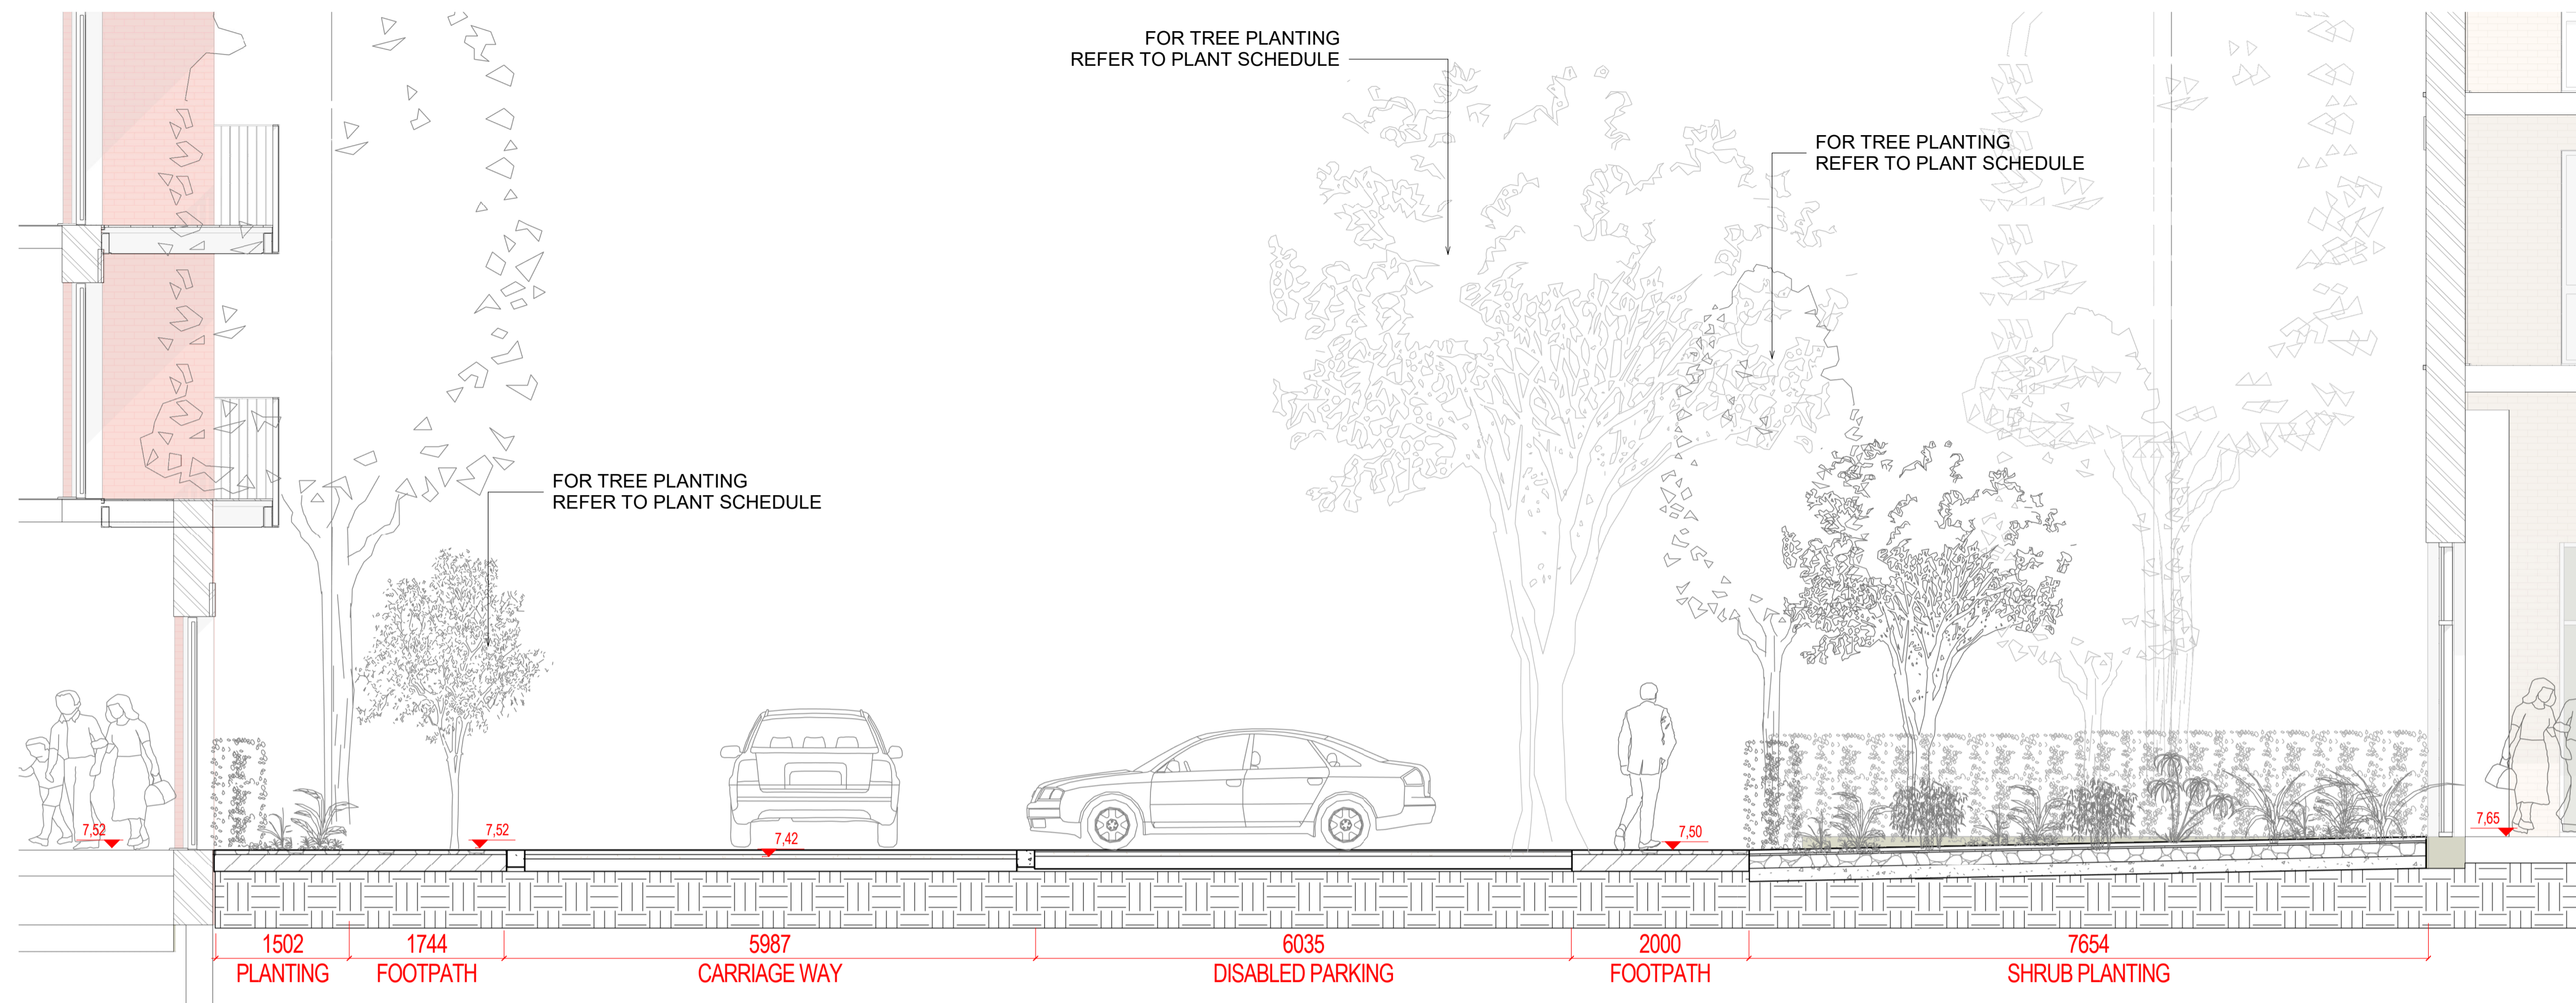 FOR TREE PLANTING
REFER TO PLANT SCHEDULE
FOR TREE PLANTING
REFER TO PLANT SCHEDULE
FOR TREE PLANTING
REFER TO PLANT SCHEDULE
7,52
7,52
7,42
7,50
7,65
1502
1744
5987
6035
2000
7654
PLANTING
FOOTPATH
CARRIAGE WAY
DISABLED PARKING
FOOTPATH
SHRUB PLANTING